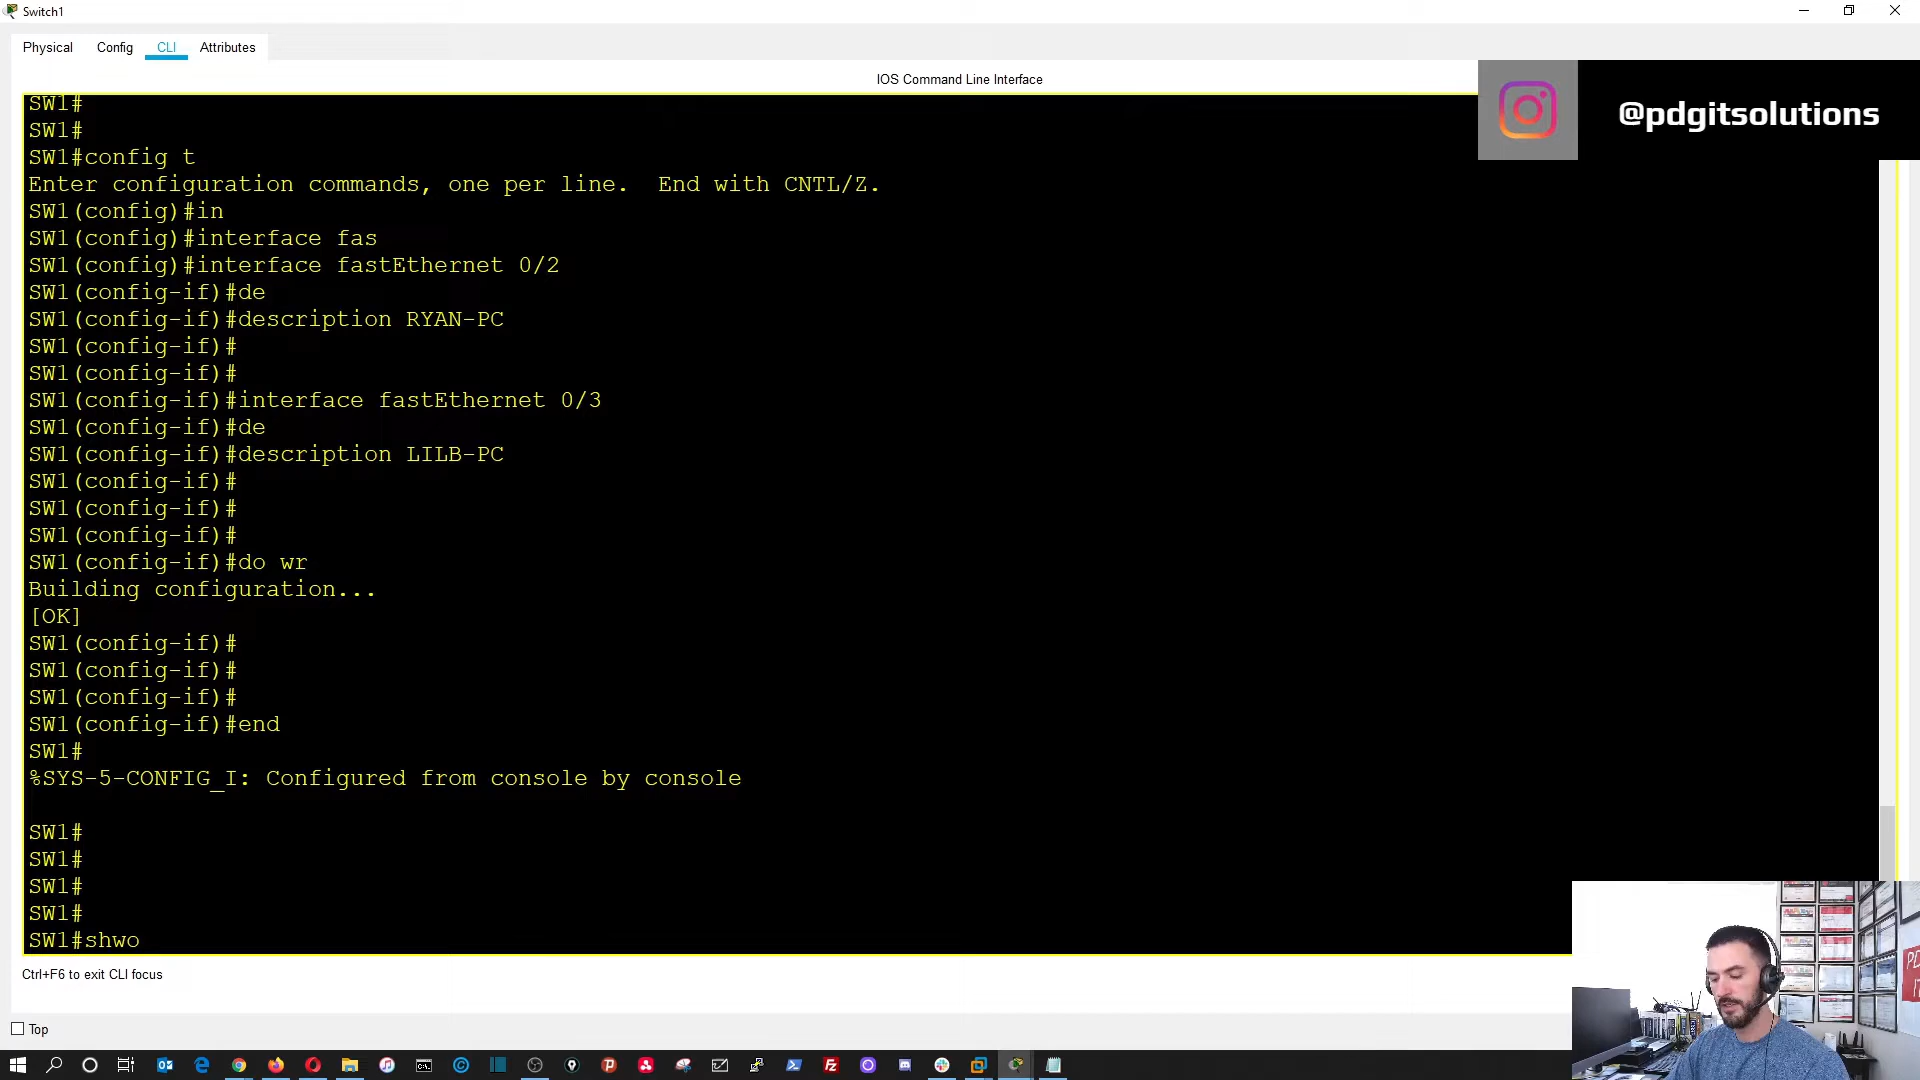 Switch1
Physical Config CLI Attributes
IOS Command Line Interface
@pdgitsolutions
SW1#
SW1#
SW1#config t
Enter configuration commands, one per line.  End with CNTL/Z.
SW1(config)#in
SW1(config)#interface fas
SW1(config)#interface fastEthernet 0/2
SW1(config-if)#de
SW1(config-if)#description RYAN-PC
SW1(config-if)#
SW1(config-if)#
SW1(config-if)#interface fastEthernet 0/3
SW1(config-if)#de
SW1(config-if)#description LILB-PC
SW1(config-if)#
SW1(config-if)#
SW1(config-if)#
SW1(config-if)#do wr
Building configuration...
[OK]
SW1(config-if)#
SW1(config-if)#
SW1(config-if)#
SW1(config-if)#end
SW1#
%SYS-5-CONFIG_I: Configured from console by console
SW1#
SW1#
SW1#
SW1#
SW1#shwo
Ctrl+F6 to exit CLI focus
Top